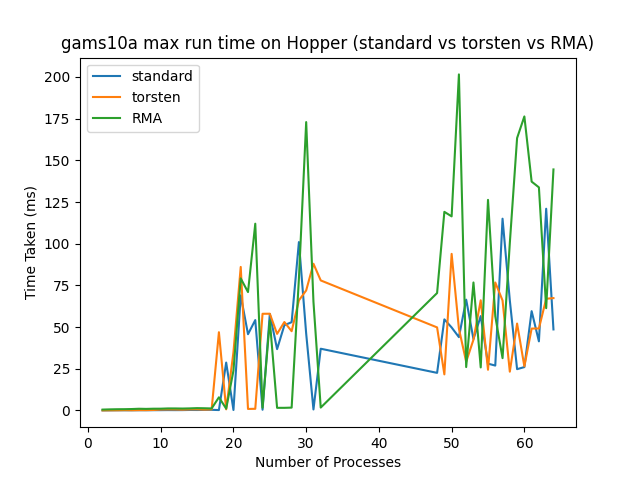 gams10a max run time on Hopper (standard vs torsten vs RMA)
standard
torsten
RMA
Time Taken (ms)
200
175
150
125
100
75
50
25
0
0 10 20 30 40 50 60
Number of Processes